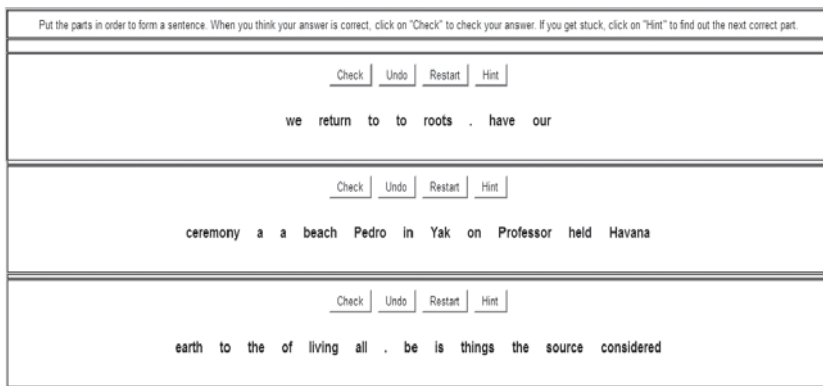 Put the parts in order to form a sentence. When you think your answer is correct, click on "Check" to check your answer. If you get stuck, click on "Hint" to find out the next correct part.
Check Undo Restart Hint
we return to to roots . have our
Check Undo Restart Hint
ceremony a a beach Pedro in Yak on Professor held Havana
Check Undo Restart Hint
earth to the of living all . be is things the source considered